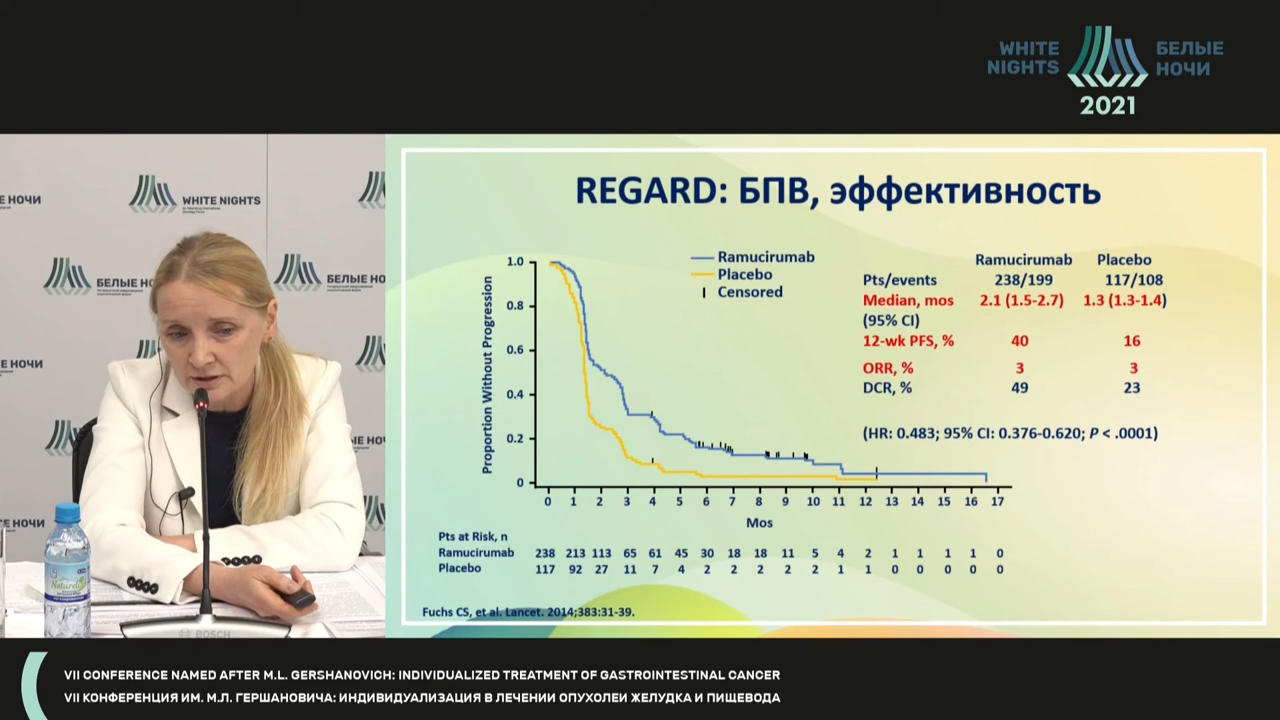 WHITE NIGHTS
БЕЛЫЕ НОЧИ
2021
Е НОЧИ
WHITE NIGHTS
БЕЛЫЕ НО
БЕЛЫЕ НО
Е НОЧИ
Е НОЧИ
ЫЕ НО
BOSCH
REGARD: БПВ, эффективность
Proportion Without Progression
1.0
0.8
0.6
0.4
0.2
0
Ramucirumab
Placebo
Censored
0 1 2 3 4 5 6 7 8 9 10 11 12 13 14 15 16 17
Mos
Ramucirumab Placebo
Pts/events 238/199 117/108
Median, mos 2.1 (1.5-2.7) 1.3 (1.3-1.4)
(95% CI)
12-wk PFS, % 40 16
ORR, % 3 3
DCR, % 49 23
(HR: 0.483; 95% CI: 0.376-0.620; P < .0001)
Pts at Risk, n
Ramucirumab 238 213 113 65 61 45 30 18 18 11 5 4 2 1 1 1 1 0
Placebo 117 92 27 11 7 4 2 2 2 2 2 1 1 0 0 0 0 0
Fuchs CS, et al. Lancet. 2014;383:31-39.
VII CONFERENCE NAMED AFTER M.L. GERSHANOVICH: INDIVIDUALIZED TREATMENT OF GASTROINTESTINAL CANCER
VII КОНФЕРЕНЦИЯ ИМ. М.Л. ГЕРШАНОВИЧА: ИНДИВИДУАЛИЗАЦИЯ В ЛЕЧЕНИИ ОПУХОЛЕИ ЖЕЛУДКА И ПИЩЕВОДА